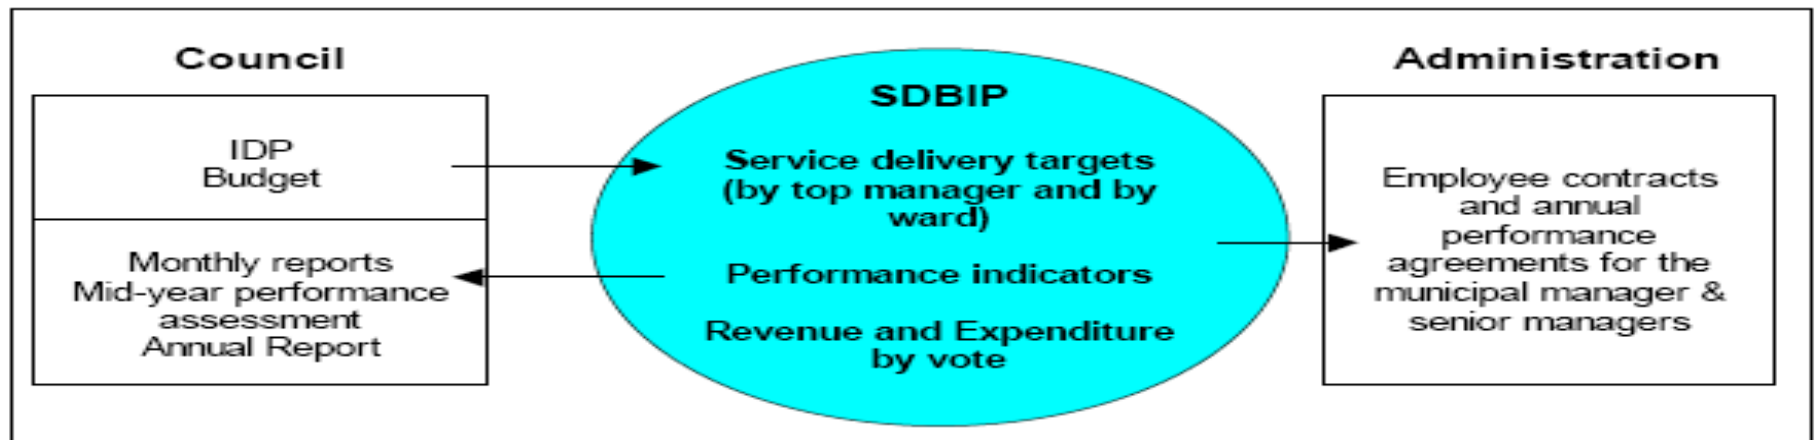 Council
IDP
Budget
Monthly reports
Mid-year performance
assessment
Annual Report
SDBIP
Service delivery targets
(by top manager and by
ward)
Performance indicators
Revenue and Expenditure
by vote
Administration
Employee contracts
and annual
performance
agreements for the
municipal manager &
senior managers